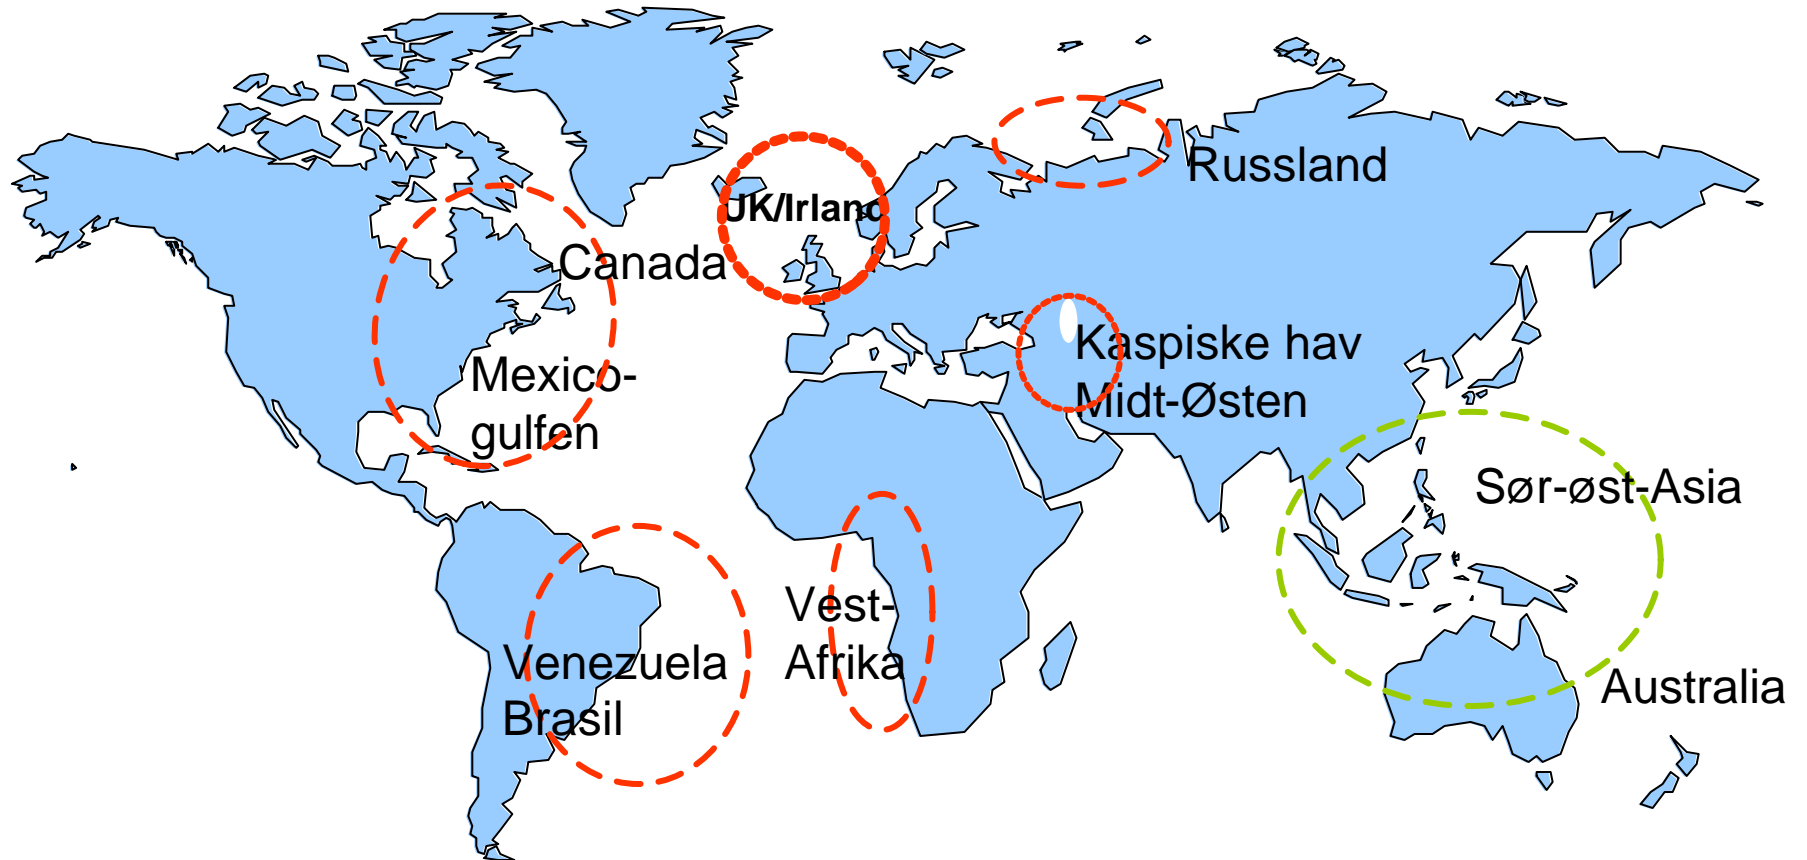 Russland
UK/Irland
Canada
Kaspiske hav
Midt-Østen
Mexico-
gulfen
Sør-øst-Asia
Vest-
Afrika
Venezuela
Brasil
Australia